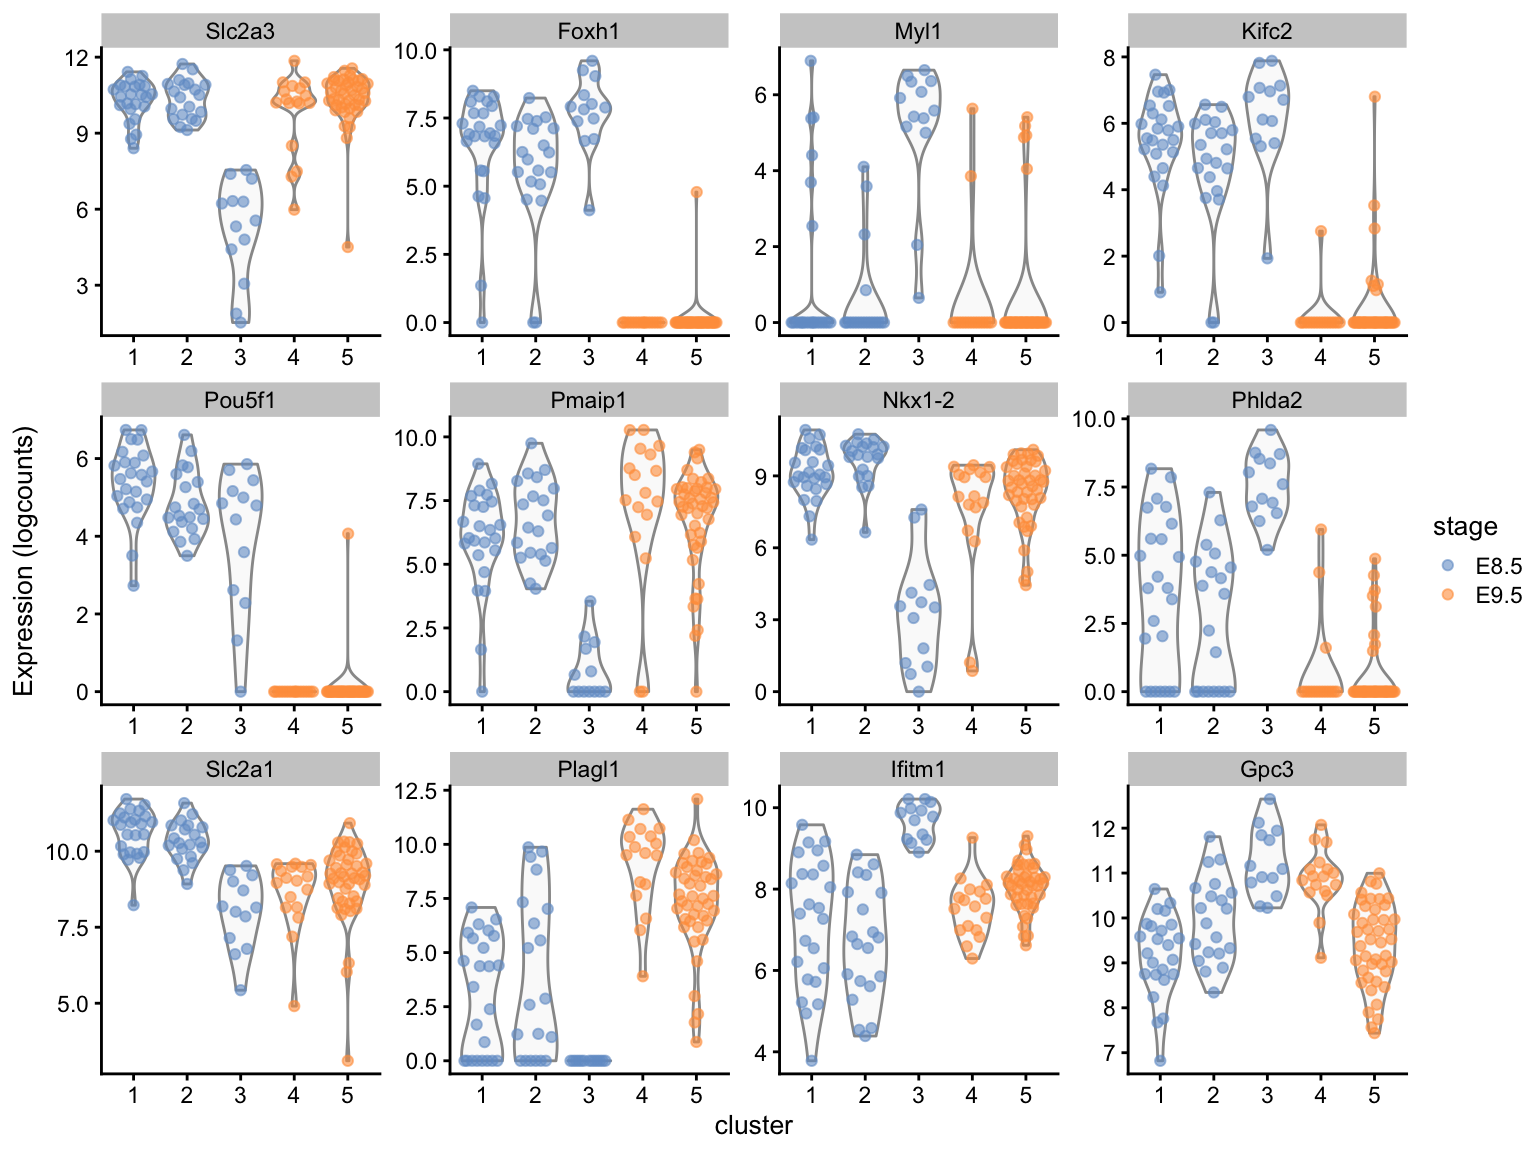 Slc2a3 Foxh1 Myl1 Kifc2
12 9 6 3
10.0 7.5 5.0 2.5 0.0
6 4 2 0
8 6 4 2 0
1 2 3 4 5 1 2 3 4 5 1 2 3 4 5 1 2 3 4 5
Pou5f1 Pmaip1 Nkx1-2 Phlda2
6 4 2 0
10.0 7.5 5.0 2.5 0.0
9 6 3 0
10.0 7.5 5.0 2.5 0.0
1 2 3 4 5 1 2 3 4 5 1 2 3 4 5 1 2 3 4 5
Slc2a1 Plagl1 Ifitm1 Gpc3
10.0 7.5 5.0
12.5 10.0 7.5 5.0 2.5 0.0
10 8 6 4
12 11 10 9 8 7
1 2 3 4 5 1 2 3 4 5 1 2 3 4 5 1 2 3 4 5
Expression (logcounts)
cluster
stage
E8.5
E9.5